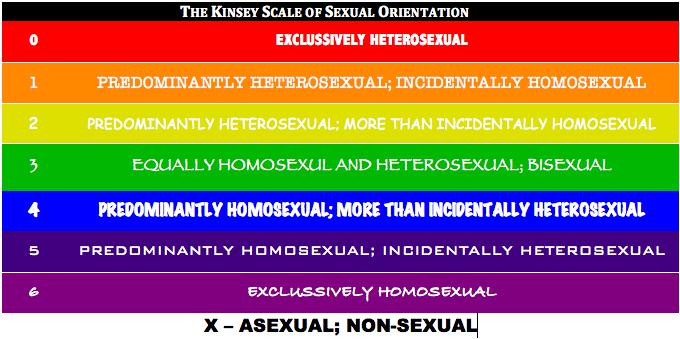 THE KINSEY SCALE OF SEXUAL ORIENTATION
0 EXCLUSSIVELY HETEROSEXUAL
1 PREDOMINANTLY HETEROSEXUAL; INCIDENTALLY HOMOSEXUAL
2 PREDOMINANTLY HETEROSEXUAL; MORE THAN INCIDENTALLY HOMOSEXUAL
3 EQUALLY HOMOSEXUL AND HETEROSEXUAL; BISEXUAL
4 PREDOMINANTLY HOMOSEXUAL; MORE THAN INCIDENTALLY HETEROSEXUAL
5 PREDOMINANTLY HOMOSEXUAL; INCIDENTALLY HETEROSEXUAL
6 EXCLUSSIVELY HOMOSEXUAL
X – ASEXUAL; NON-SEXUAL